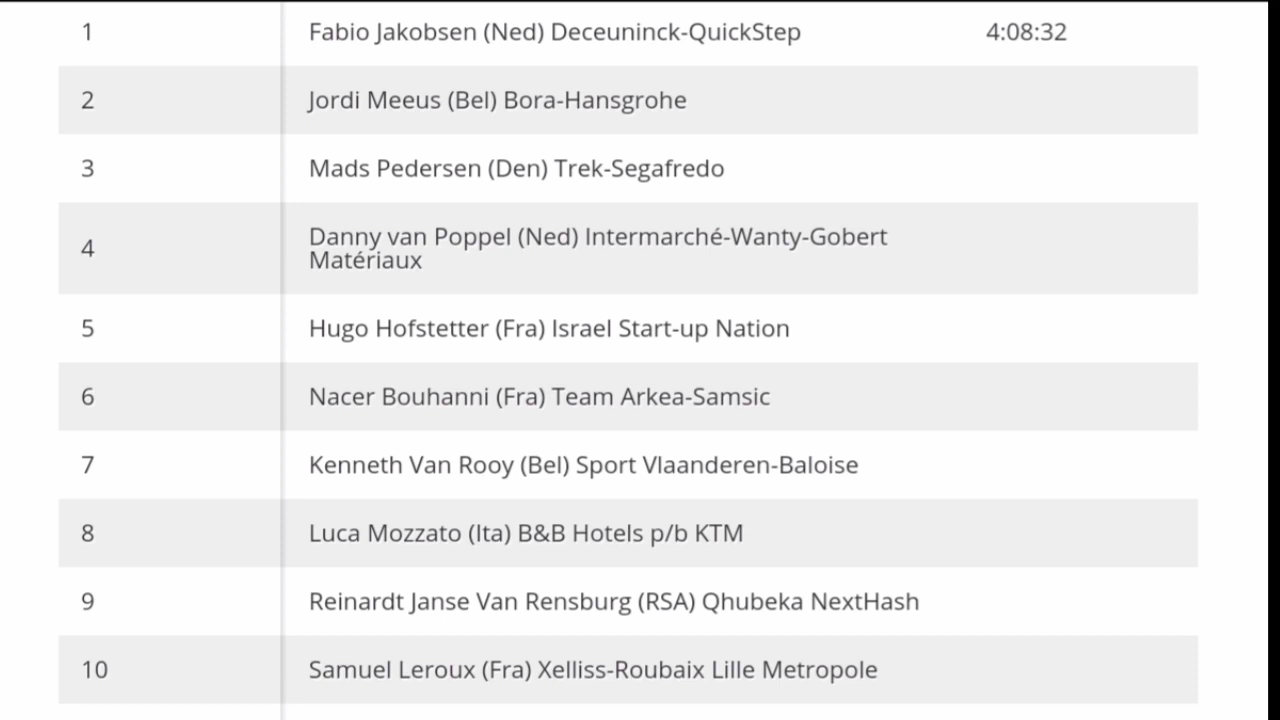 1 Fabio Jakobsen (Ned) Deceuninck-QuickStep 4:08:32
2 Jordi Meeus (Bel) Bora-Hansgrohe
3 Mads Pedersen (Den) Trek-Segafredo
4 Danny van Poppel (Ned) Intermarché-Wanty-Gobert
Matériaux
5 Hugo Hofstetter (Fra) Israel Start-up Nation
6 Nacer Bouhanni (Fra) Team Arkea-Samsic
7 Kenneth Van Rooy (Bel) Sport Vlaanderen-Baloise
8 Luca Mozzato (Ita) B&B Hotels p/b KTM
9 Reinardt Janse Van Rensburg (RSA) Qhubeka NextHash
10 Samuel Leroux (Fra) Xelliss-Roubaix Lille Metropole